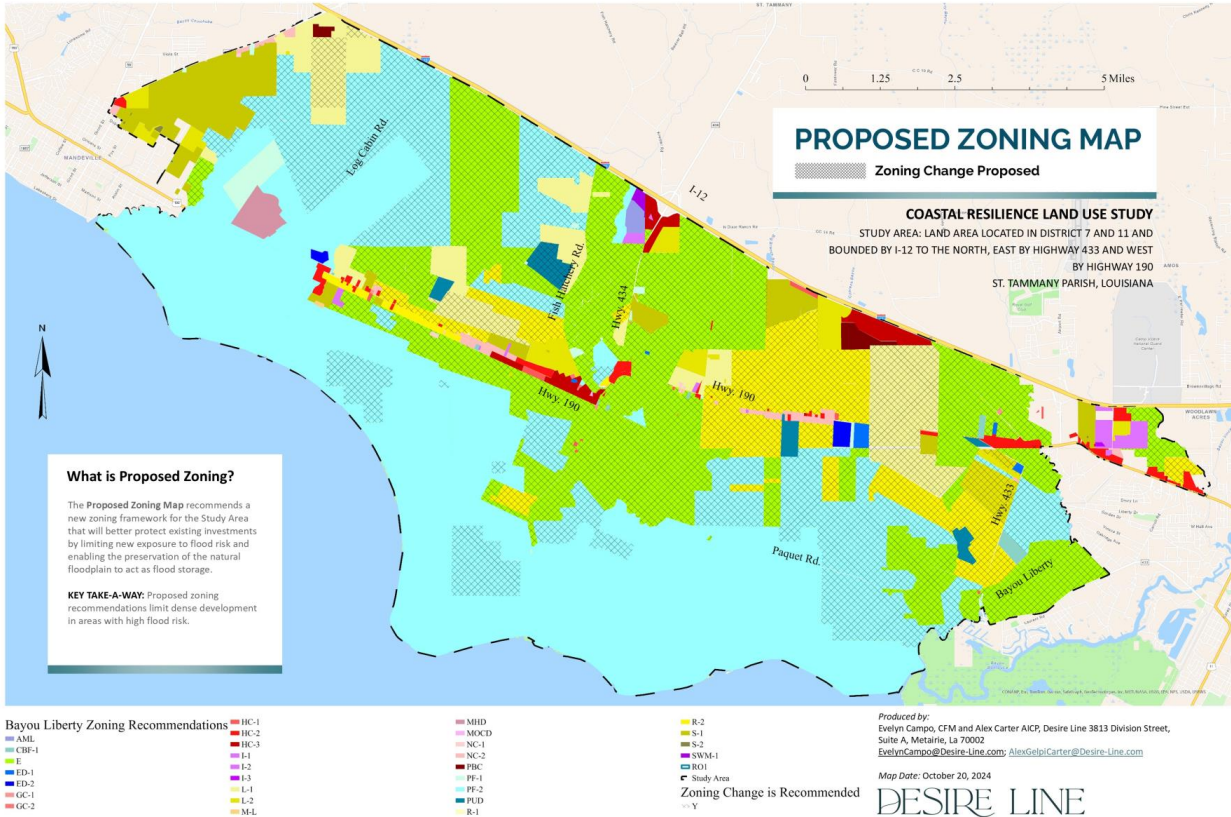 ST. TAMMANY
0 1.25 2.5 5 Miles
PROPOSED ZONING MAP
Zoning Change Proposed
COASTAL RESILIENCE LAND USE STUDY
STUDY AREA: LAND AREA LOCATED IN DISTRICT 7 AND 11 AND
BOUNDED BY I-12 TO THE NORTH, EAST BY HIGHWAY 433 AND WEST
BY HIGHWAY 190
ST. TAMMANY PARISH, LOUISIANA
MANDEVILLE
Log Cabin Rd.
I-12
Fish Hatchery Rd.
Hwy. 434
Hwy. 190
Hwy. 190
Hwy. 433
Paquet Rd.
Bayou Liberty
WOODLAWN
ACRES
N
What is Proposed Zoning?
The Proposed Zoning Map recommends a
new zoning framework for the Study Area
that will better protect existing investments
by limiting new exposure to flood risk and
enabling the preservation of the natural
floodplain to act as flood storage.
KEY TAKE-A-WAY: Proposed zoning
recommendations limit dense development
in areas with high flood risk.
Bayou Liberty Zoning Recommendations
AML
CBF-1
E
ED-1
ED-2
GC-1
GC-2
HC-1
HC-2
HC-3
I-1
I-2
I-3
L-1
L-2
M-L
MHD
MOCD
NC-1
NC-2
PBC
PF-1
PF-2
PUD
R-1
R-2
S-1
S-2
SWM-1
RO1
Study Area
Zoning Change is Recommended
Y
Produced by:
Evelyn Campo, CFM and Alex Carter AICP, Desire Line 3813 Division Street,
Suite A, Metairie, La 70002
EvelynCampo@Desire-Line.com; AlexGelpiCarter@Desire-Line.com
Map Date: October 20, 2024
DESIRE LINE